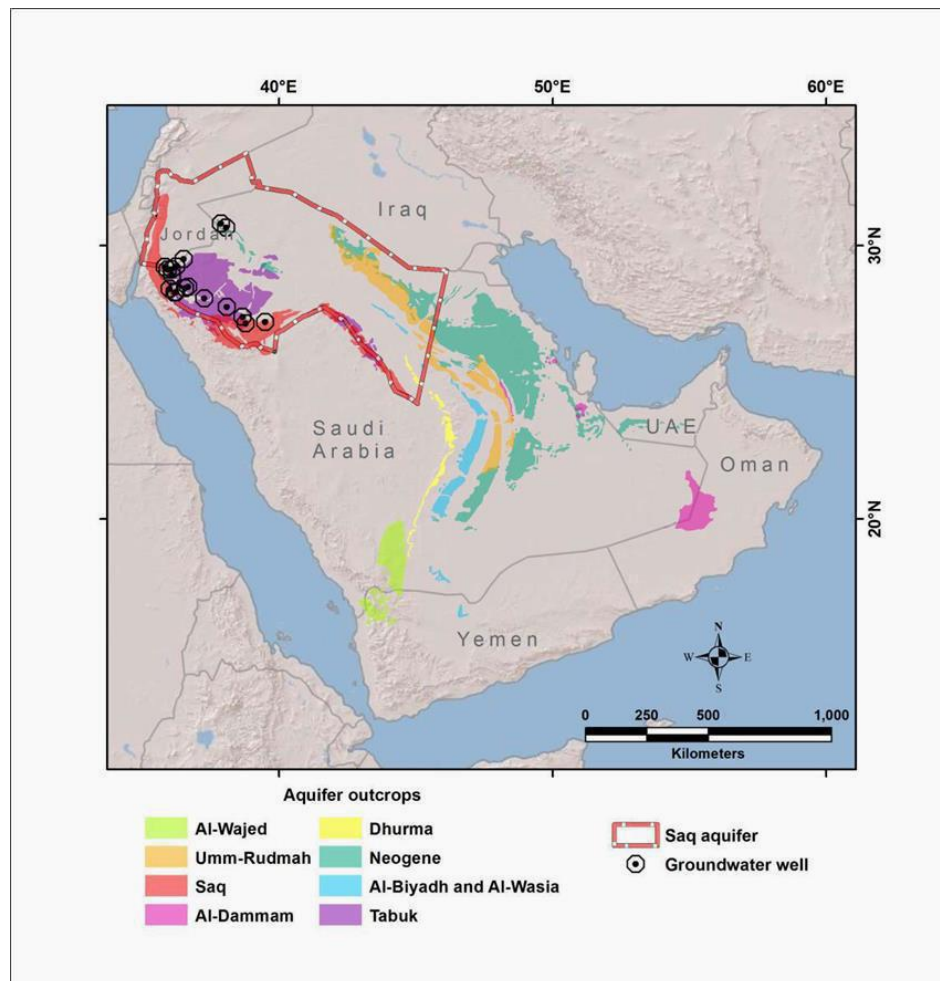 40°E 50°E 60°E
Iraq
Jordan
30°N 30°N
Saudi
Arabia
UAE
Oman
20°N 20°N
Yemen
N
W E
S
0 250 500 1,000
Kilometers
Aquifer outcrops
Al-Wajed
Umm-Rudmah
Saq
Al-Dammam
Dhurma
Neogene
Al-Biyadh and Al-Wasia
Tabuk
Saq aquifer
Groundwater well